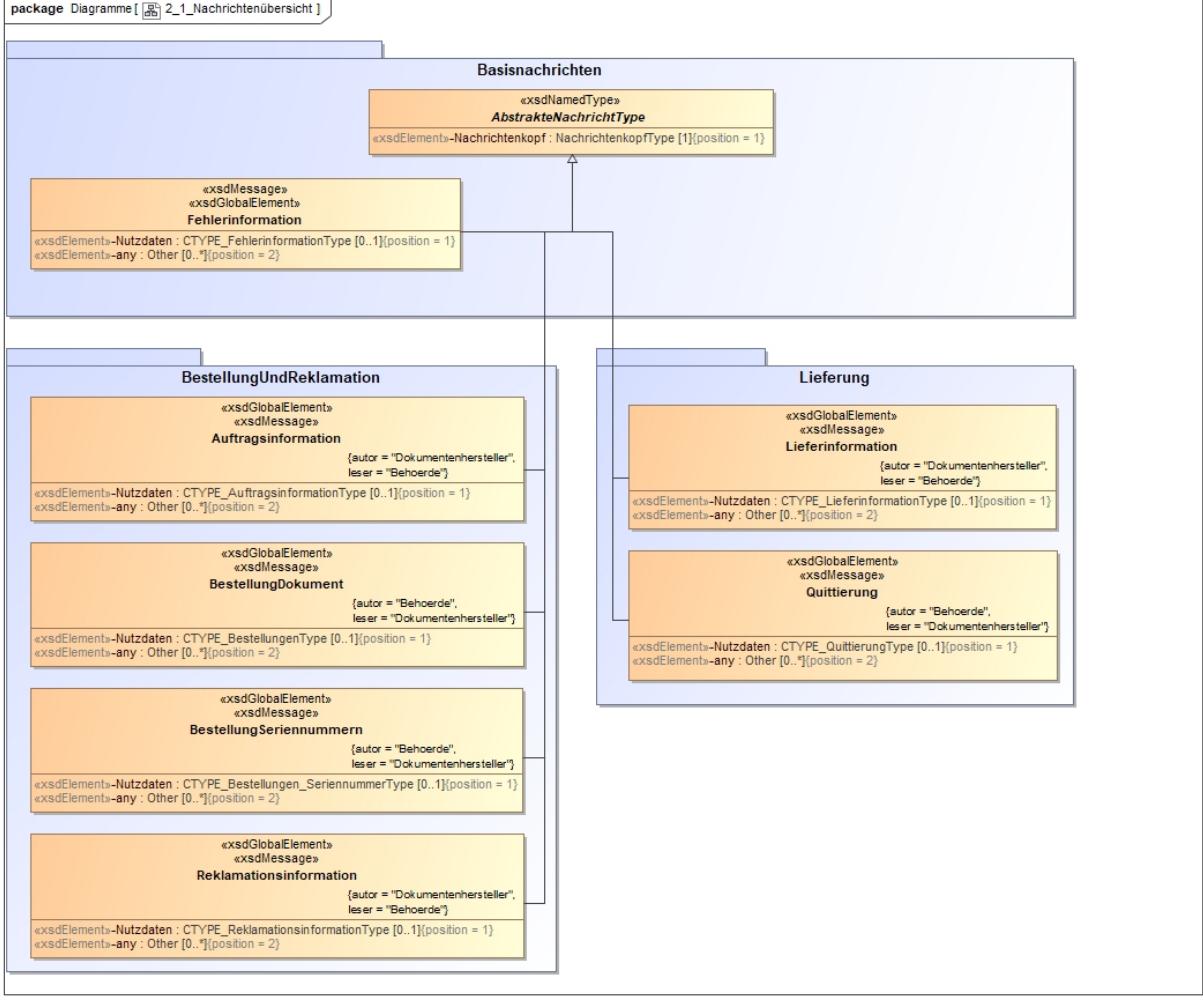 package Diagramme [ 2_1_Nachrichtenübersicht ]
Basisnachrichten
«xsdNamedType»
AbstrakteNachrichtType
«xsdElement»-Nachrichtenkopf : NachrichtenkopfType [1]{position = 1}
«xsdMessage»
«xsdGlobalElement»
Fehlerinformation
«xsdElement»-Nutzdaten : CTYPE_FehlerinformationType [0..1]{position = 1}
«xsdElement»-any : Other [0..*]{position = 2}
BestellungUndReklamation
«xsdGlobalElement»
«xsdMessage»
Auftragsinformation
{autor = "Dokumentenhersteller",
leser = "Behoerde"}
«xsdElement»-Nutzdaten : CTYPE_AuftragsinformationType [0..1]{position = 1}
«xsdElement»-any : Other [0..*]{position = 2}
«xsdGlobalElement»
«xsdMessage»
BestellungDokument
{autor = "Behoerde",
leser = "Dokumentenhersteller"}
«xsdElement»-Nutzdaten : CTYPE_BestellungenType [0..1]{position = 1}
«xsdElement»-any : Other [0..*]{position = 2}
«xsdGlobalElement»
«xsdMessage»
BestellungSeriennummern
{autor = "Behoerde",
leser = "Dokumentenhersteller"}
«xsdElement»-Nutzdaten : CTYPE_Bestellungen_SeriennummerType [0..1]{position = 1}
«xsdElement»-any : Other [0..*]{position = 2}
«xsdGlobalElement»
«xsdMessage»
Reklamationsinformation
{autor = "Dokumentenhersteller",
leser = "Behoerde"}
«xsdElement»-Nutzdaten : CTYPE_ReklamationsinformationType [0..1]{position = 1}
«xsdElement»-any : Other [0..*]{position = 2}
Lieferung
«xsdGlobalElement»
«xsdMessage»
Lieferinformation
{autor = "Dokumentenhersteller",
leser = "Behoerde"}
«xsdElement»-Nutzdaten : CTYPE_LieferinformationType [0..1]{position = 1}
«xsdElement»-any : Other [0..*]{position = 2}
«xsdGlobalElement»
«xsdMessage»
Quittierung
{autor = "Behoerde",
leser = "Dokumentenhersteller"}
«xsdElement»-Nutzdaten : CTYPE_QuittierungType [0..1]{position = 1}
«xsdElement»-any : Other [0..*]{position = 2}